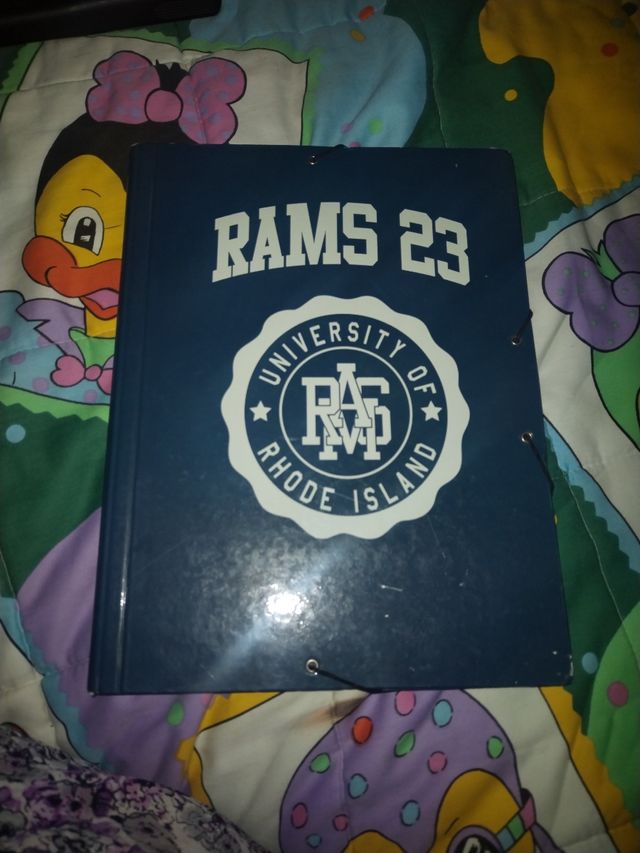 RAMS 23
UNIVERSITY OF
RAMS
RHODE ISLAND